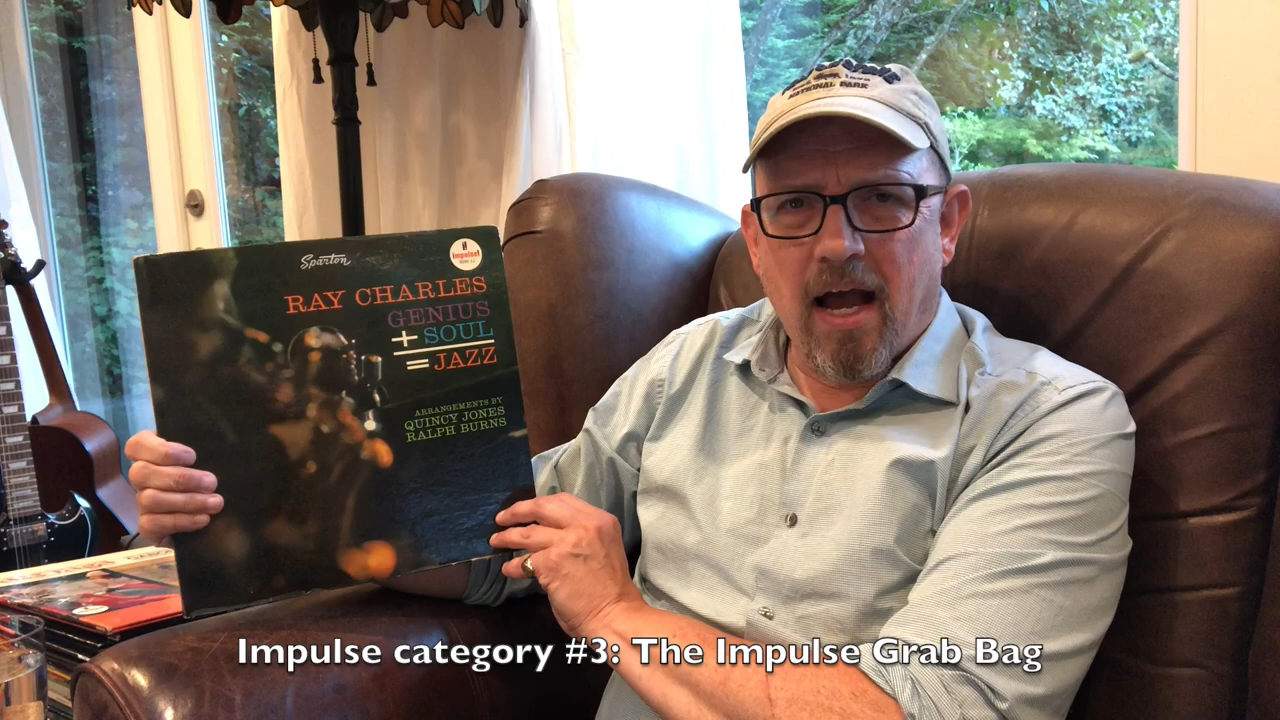 NATIONAL PARK
Sparton
impulse!
RAY CHARLES
GENIUS
+ SOUL
= JAZZ
ARRANGEMENTS BY
QUINCY JONES
RALPH BURNS
Impulse category #3: The Impulse Grab Bag